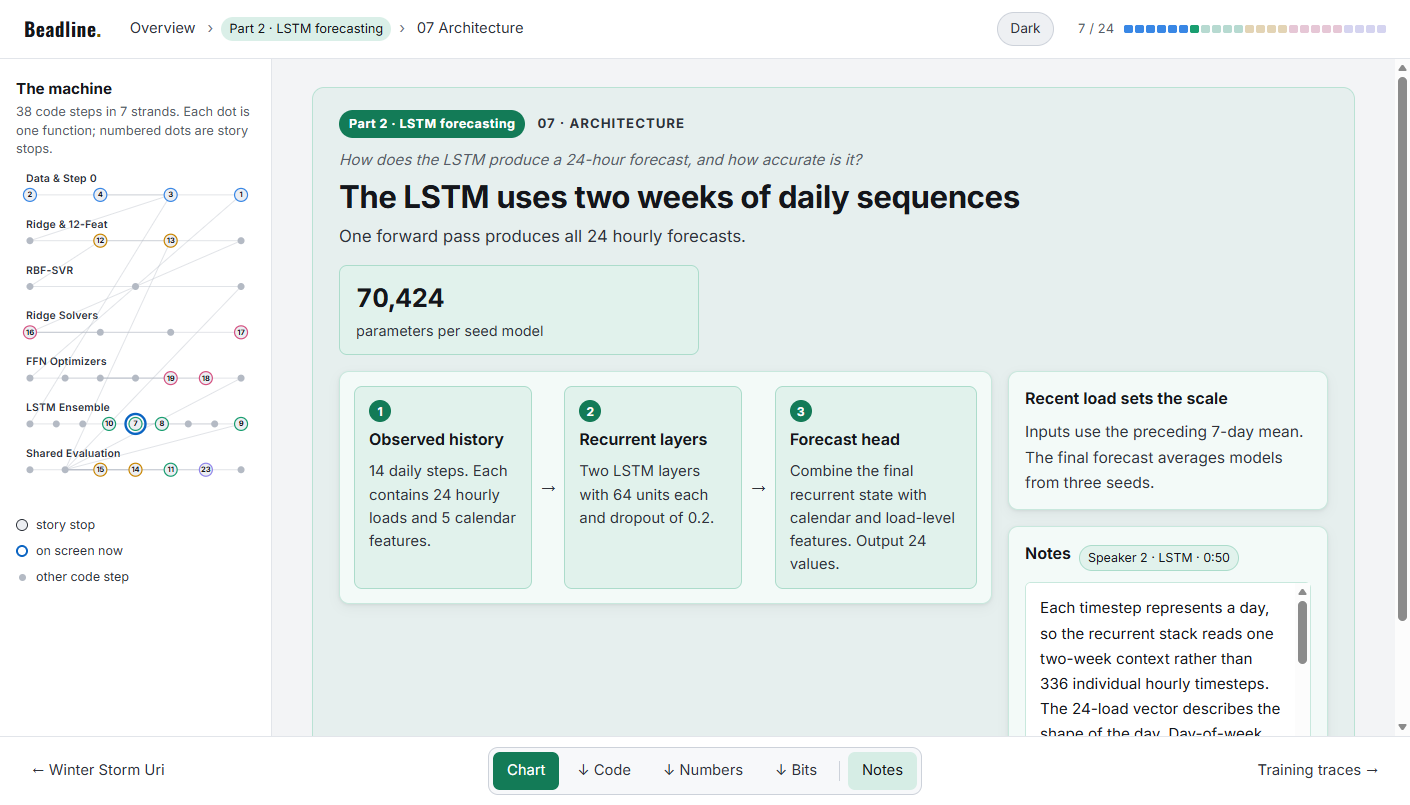 Beadline.
Overview › Part 2 · LSTM forecasting › 07 Architecture
Dark
7 / 24
The machine
38 code steps in 7 strands. Each dot is
one function; numbered dots are story
stops.
Data & Step 0
2 4 3 1
Ridge & 12-Feat
12 13
RBF-SVR
Ridge Solvers
16 17
FFN Optimizers
19 18
LSTM Ensemble
10 7 8 9
Shared Evaluation
15 14 11 23
story stop
on screen now
other code step
Part 2 · LSTM forecasting
07 · ARCHITECTURE
How does the LSTM produce a 24-hour forecast, and how accurate is it?
The LSTM uses two weeks of daily sequences
One forward pass produces all 24 hourly forecasts.
70,424
parameters per seed model
1
Observed history
14 daily steps. Each
contains 24 hourly
loads and 5 calendar
features.
→
2
Recurrent layers
Two LSTM layers
with 64 units each
and dropout of 0.2.
→
3
Forecast head
Combine the final
recurrent state with
calendar and load-level
features. Output 24
values.
Recent load sets the scale
Inputs use the preceding 7-day mean.
The final forecast averages models
from three seeds.
Notes
Speaker 2 · LSTM · 0:50
Each timestep represents a day,
so the recurrent stack reads one
two-week context rather than
336 individual hourly timesteps.
The 24-load vector describes the
shape of the day. Day-of-week
← Winter Storm Uri
Chart
↓ Code
↓ Numbers
↓ Bits
Notes
Training traces →